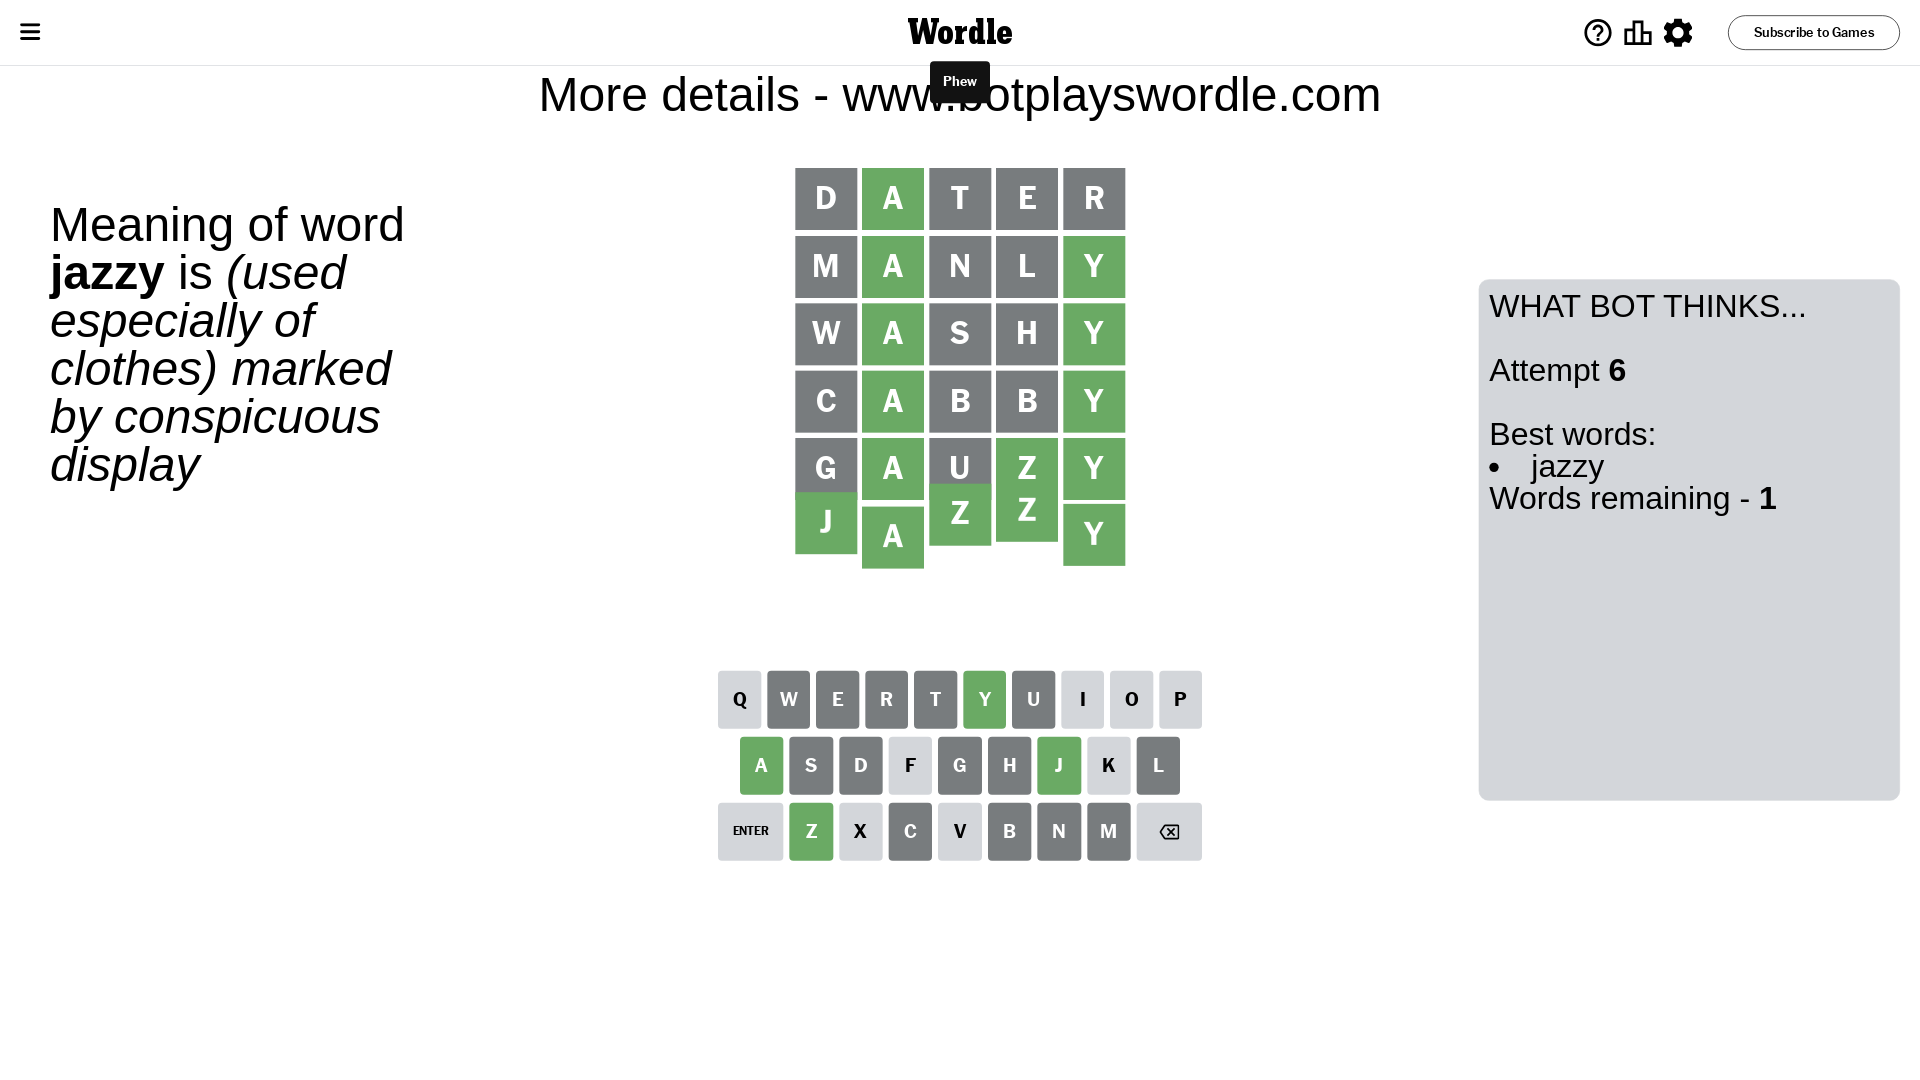 Wordle
Subscribe to Games
Phew
More details - www.botplayswordle.com
Meaning of word
jazzy is (used
especially of
clothes) marked
by conspicuous
display
D A T E R
M A N L Y
W A S H Y
C A B B Y
G A U Z Y
J A Z Z Y
WHAT BOT THINKS...
Attempt 6
Best words:
• jazzy
Words remaining - 1
Q W E R T Y U I O P
A S D F G H J K L
ENTER Z X C V B N M